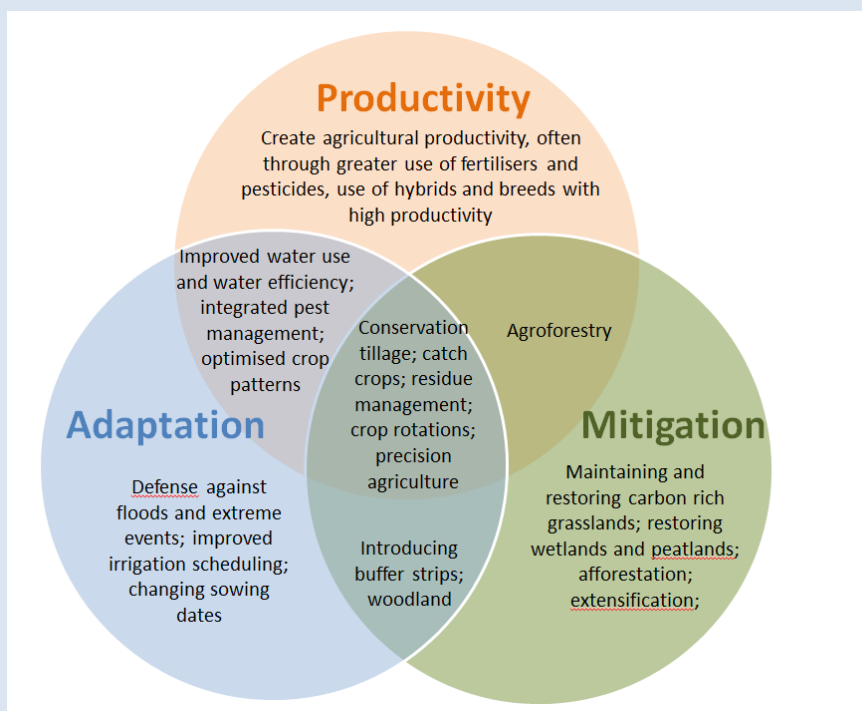 Productivity
Create agricultural productivity, often
through greater use of fertilisers and
pesticides, use of hybrids and breeds with
high productivity
Improved water use
and water efficiency;
integrated pest
management;
optimised crop
patterns
Conservation
tillage; catch
crops; residue
management;
crop rotations;
precision
agriculture
Agroforestry
Adaptation
Defense against
floods and extreme
events; improved
irrigation scheduling;
changing sowing
dates
Introducing
buffer strips;
woodland
Mitigation
Maintaining and
restoring carbon rich
grasslands; restoring
wetlands and peatlands;
afforestation;
extensification;